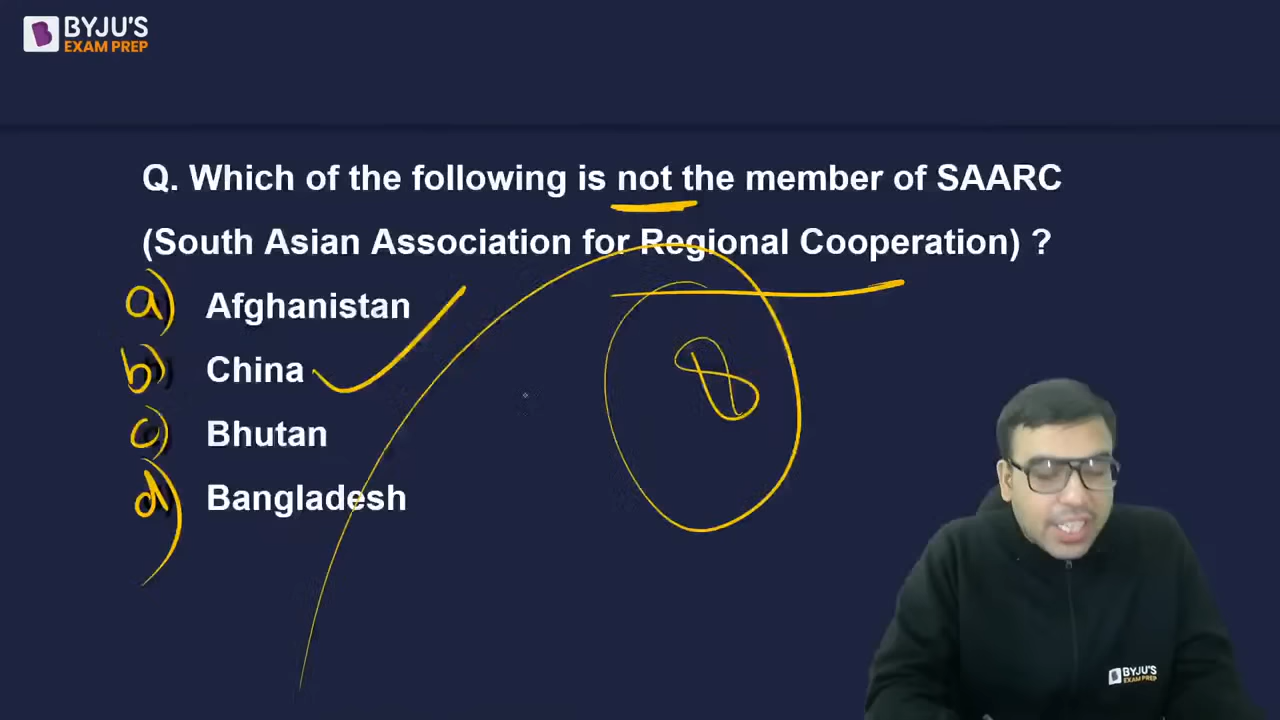 BYJU'S
EXAM PREP
Q. Which of the following is not the member of SAARC
(South Asian Association for Regional Cooperation) ?
a) Afghanistan
b) China
c) Bhutan
d) Bangladesh
8
BYJU'S
EXAM PREP